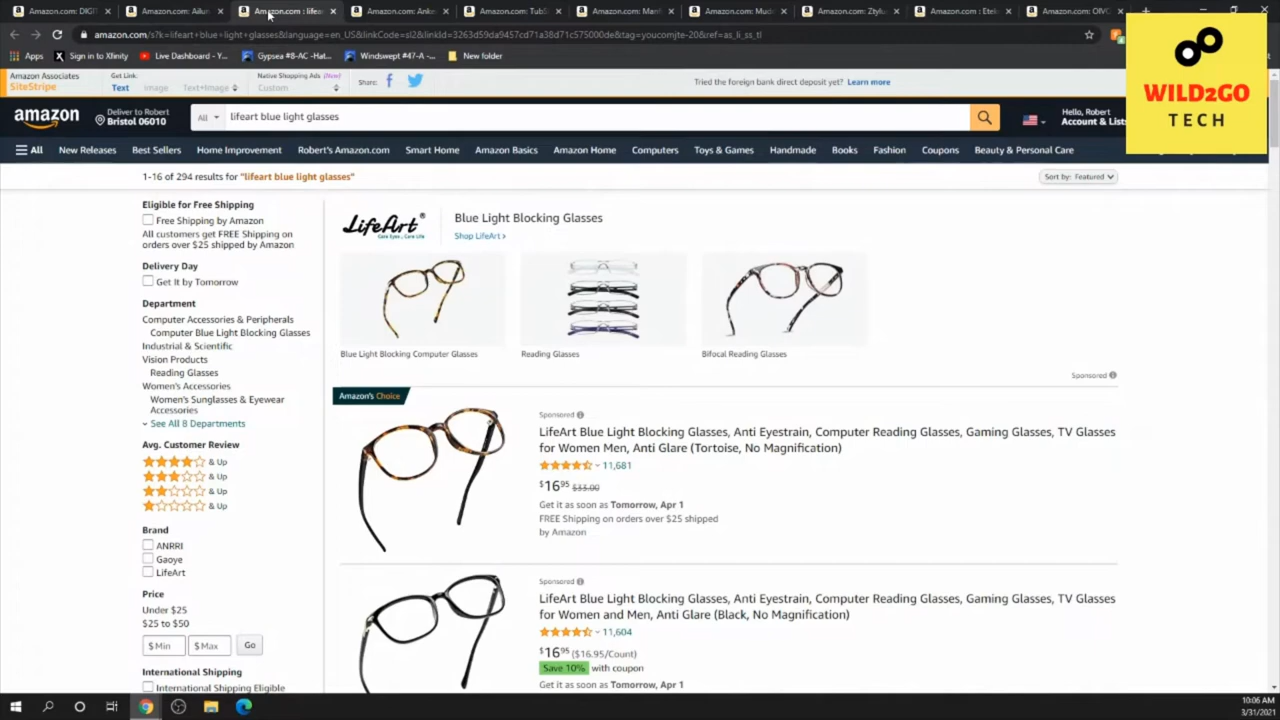 Amazon.com: DIGIT
Amazon.com: Ailun
Amazon.com : lifea
Amazon.com: Anke
Amazon.com: TubS
Amazon.com: Man
Amazon.com: Mud
Amazon.com: Ztylu
Amazon.com : Etek
Amazon.com: OIVO
amazon.com/s?k=lifeart+blue+light+glasses&language=en_US&linkCode=sl2&linkId=3263d59da9457cd71a38d71c575000de&tag=youcomjte-20&ref=as_li_ss_tl
Apps
Sign in to Xfinity
Live Dashboard - Y...
Gypsea #8-AC -Hat...
Windswept #47-A -...
New folder
Amazon Associates
SiteStripe
Get Link:
Text Image Text+Image
Native Shopping Ads (New)
Custom
Share:
Tried the foreign bank direct deposit yet? Learn more
WILD2GO
TECH
amazon
Deliver to Robert
Bristol 06010
All
lifeart blue light glasses
Hello, Robert
Account & Lists
All
New Releases
Best Sellers
Home Improvement
Robert's Amazon.com
Smart Home
Amazon Basics
Amazon Home
Computers
Toys & Games
Handmade
Books
Fashion
Coupons
Beauty & Personal Care
1-16 of 294 results for "lifeart blue light glasses"
Sort by: Featured
Eligible for Free Shipping
Free Shipping by Amazon
All customers get FREE Shipping on
orders over $25 shipped by Amazon
Delivery Day
Get It by Tomorrow
Department
Computer Accessories & Peripherals
Computer Blue Light Blocking Glasses
Industrial & Scientific
Vision Products
Reading Glasses
Women's Accessories
Women's Sunglasses & Eyewear
Accessories
See All 8 Departments
Avg. Customer Review
& Up
& Up
& Up
& Up
Brand
ANRRI
Gaoye
LifeArt
Price
Under $25
$25 to $50
$ Min
$ Max
Go
International Shipping
International Shipping Eligible
LifeArt®
Care Eyes, Care Life
Blue Light Blocking Glasses
Shop LifeArt ›
Blue Light Blocking Computer Glasses
Reading Glasses
Bifocal Reading Glasses
Sponsored
Amazon's Choice
Sponsored
LifeArt Blue Light Blocking Glasses, Anti Eyestrain, Computer Reading Glasses, Gaming Glasses, TV Glasses
for Women Men, Anti Glare (Tortoise, No Magnification)
11,681
$16 95 $33.00
Get it as soon as Tomorrow, Apr 1
FREE Shipping on orders over $25 shipped
by Amazon
Sponsored
LifeArt Blue Light Blocking Glasses, Anti Eyestrain, Computer Reading Glasses, Gaming Glasses, TV Glasses
for Women and Men, Anti Glare (Black, No Magnification)
11,604
$16 95 ($16.95/Count)
Save 10% with coupon
Get it as soon as Tomorrow, Apr 1
10:06 AM
3/31/2021